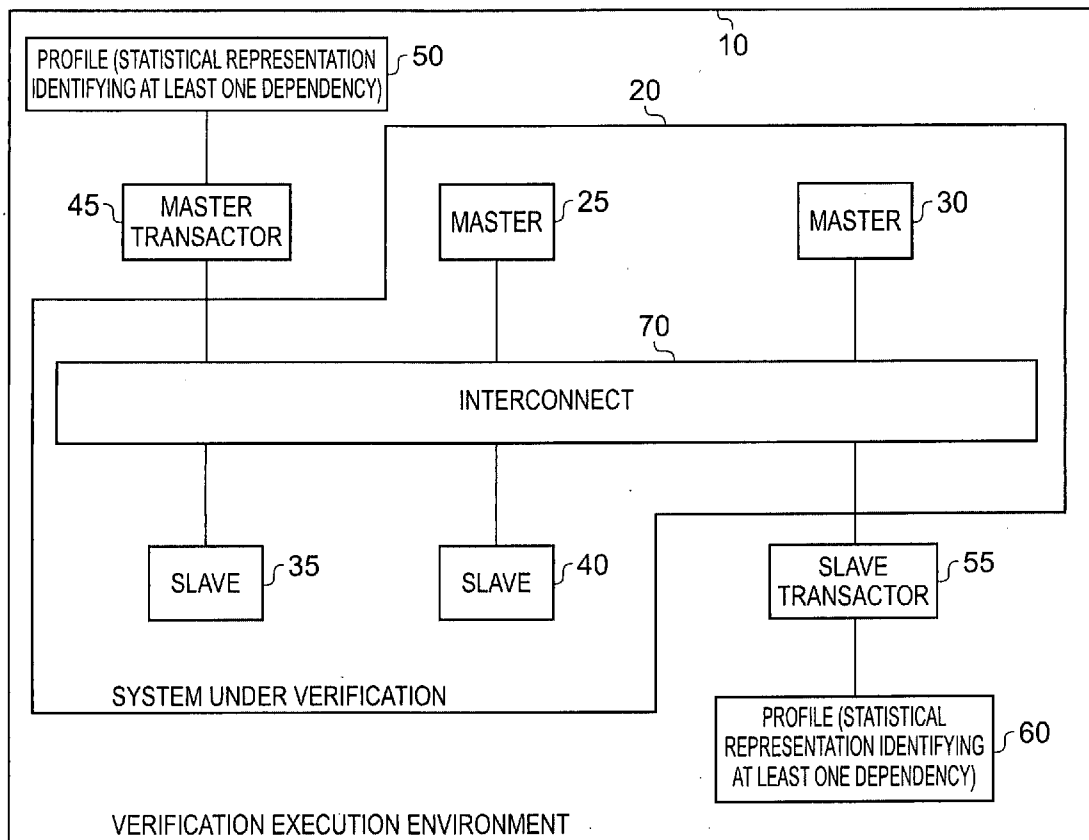 10
PROFILE (STATISTICAL REPRESENTATION
IDENTIFYING AT LEAST ONE DEPENDENCY)
50
20
45
MASTER
TRANSACTOR
MASTER
25
MASTER
30
70
INTERCONNECT
SLAVE
35
SLAVE
40
SLAVE
TRANSACTOR
55
SYSTEM UNDER VERIFICATION
PROFILE (STATISTICAL
REPRESENTATION IDENTIFYING
AT LEAST ONE DEPENDENCY)
60
VERIFICATION EXECUTION ENVIRONMENT